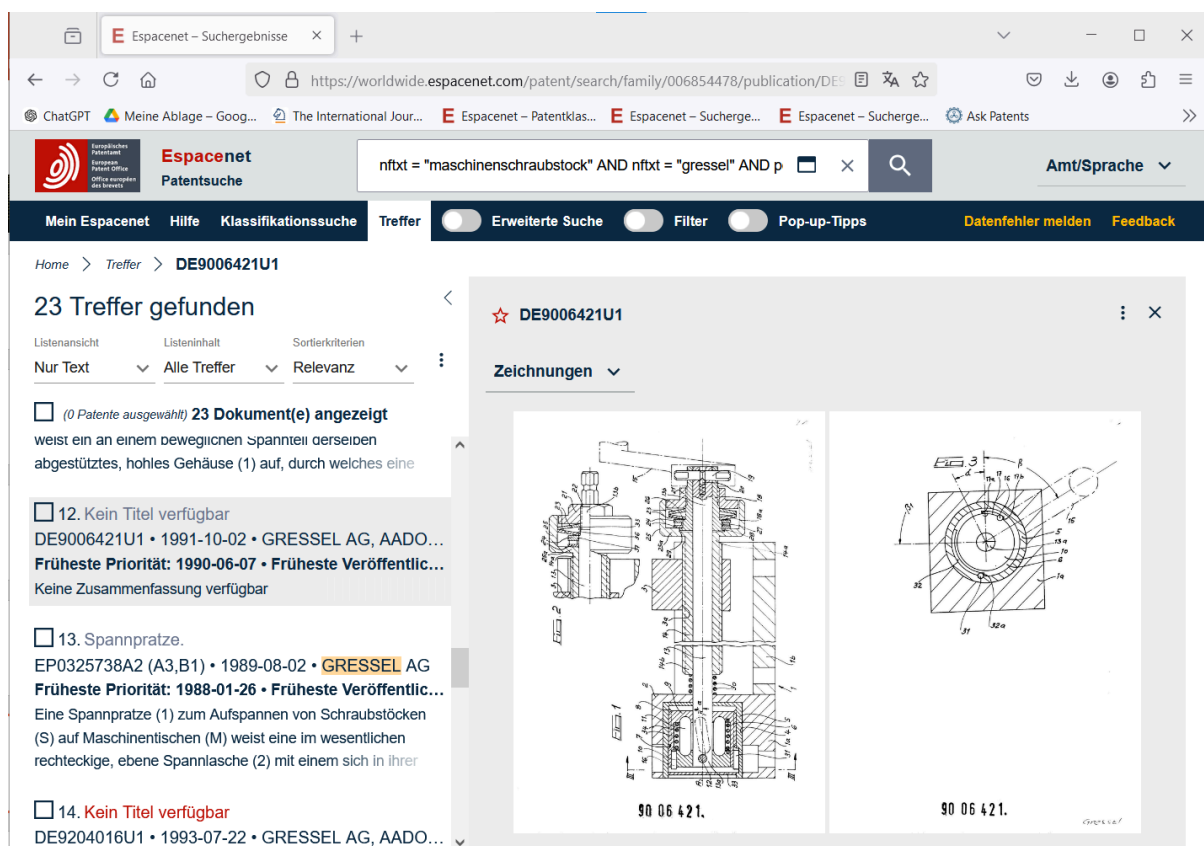 Espacenet – Suchergebnisse
https://worldwide.espacenet.com/patent/search/family/006854478/publication/DE9
ChatGPT
Meine Ablage – Goog...
The International Jour...
Espacenet – Patentklas...
Espacenet – Sucherge...
Espacenet – Sucherge...
Ask Patents
Europäisches
Patentamt
European
Patent Office
Office européen
des brevets
Espacenet
Patentsuche
nftxt = "maschinenschraubstock" AND nftxt = "gressel" AND p
Amt/Sprache
Mein Espacenet
Hilfe
Klassifikationssuche
Treffer
Erweiterte Suche
Filter
Pop-up-Tipps
Datenfehler melden
Feedback
Home
Treffer
DE9006421U1
23 Treffer gefunden
Listenansicht
Listeninhalt
Sortierkriterien
Nur Text
Alle Treffer
Relevanz
(0 Patente ausgewählt) 23 Dokument(e) angezeigt
weist ein an einem beweglichen Spannteil derselben
abgestütztes, hohles Gehäuse (1) auf, durch welches eine
12. Kein Titel verfügbar
DE9006421U1 • 1991-10-02 • GRESSEL AG, AADO...
Früheste Priorität: 1990-06-07 • Früheste Veröffentlic...
Keine Zusammenfassung verfügbar
13. Spannpratze.
EP0325738A2 (A3,B1) • 1989-08-02 • GRESSEL AG
Früheste Priorität: 1988-01-26 • Früheste Veröffentlic...
Eine Spannpratze (1) zum Aufspannen von Schraubstöcken
(S) auf Maschinentischen (M) weist eine im wesentlichen
rechteckige, ebene Spannlasche (2) mit einem sich in ihrer
14. Kein Titel verfügbar
DE9204016U1 • 1993-07-22 • GRESSEL AG, AADO...
DE9006421U1
Zeichnungen
Fig. 2
Fig. 1
90 06 421.
Fig. 3
90 06 421.
Gressel